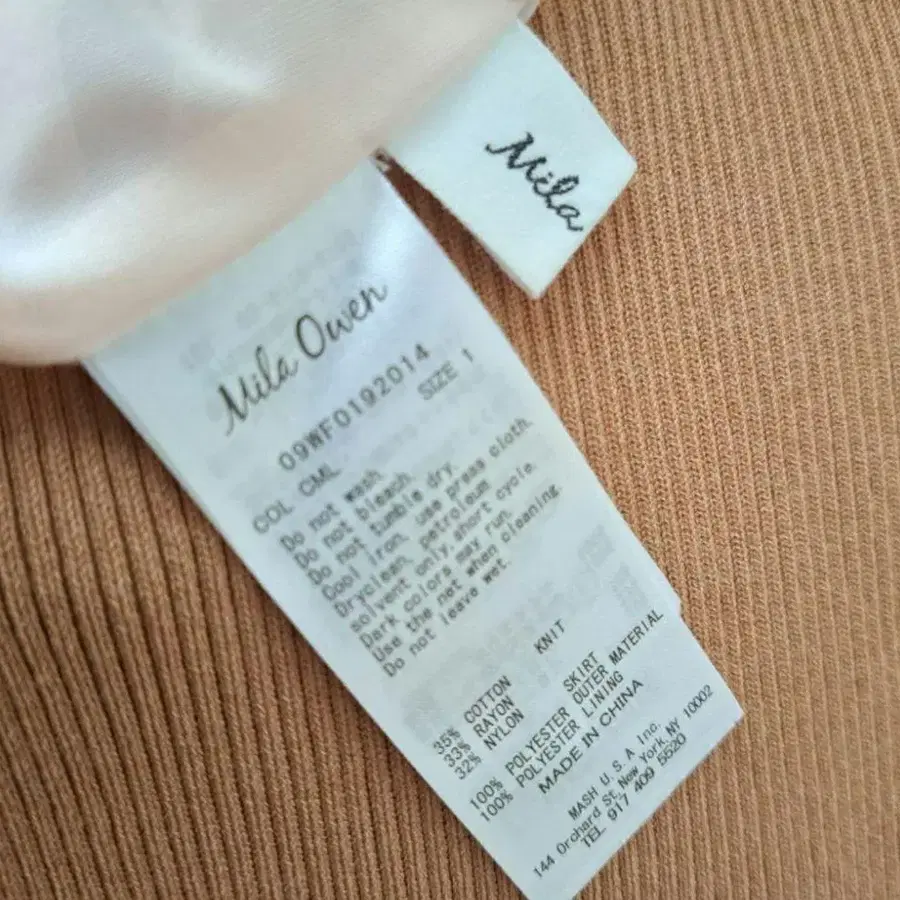 Mila
Mila Owen
09WF0192014
SIZE 1
COL CML
Do not wash.
Do not bleach.
Do not tumble dry.
Cool iron, use press cloth.
Dryclean, petroleum
solvent only,short cycle.
Dark colors may run.
Use the net when cleaning.
Do not leave wet.
KNIT
35% COTTON
33% RAYON
32% NYLON
SKIRT
100% POLYESTER OUTER MATERIAL
100% POLYESTER LINING
MADE IN CHINA
MASH U.S.A Inc.
144 Orchard St, New York, NY 10002
TEL 917 409 5520